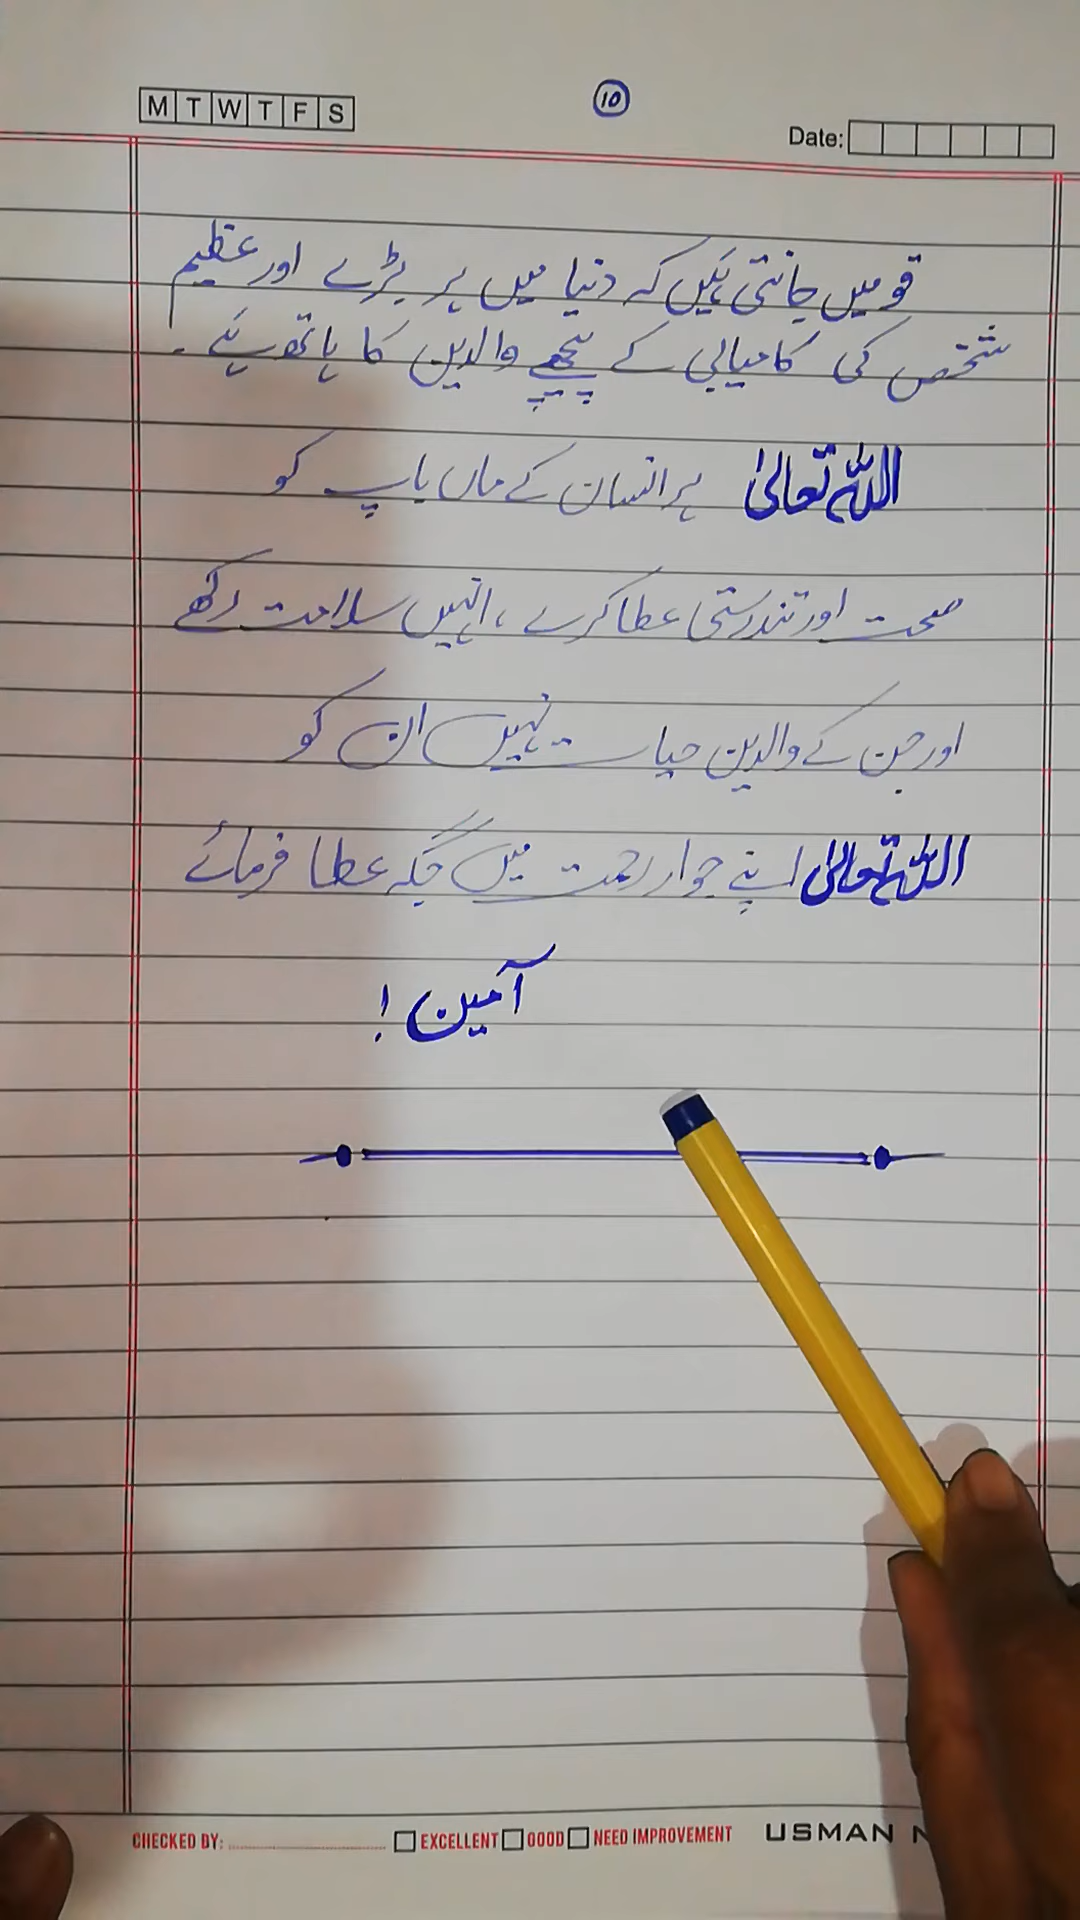 M T W T F S
10
Date:
قومیں جانتی ہیں کہ دنیا میں ہر بڑے اور عظیم
شخص کی کامیابی کے پیچھے والدین کا ہاتھ ہے۔
اللہ تعالیٰ ہر انسان کے ماں باپ کو
صحت اور تندرستی عطا کرے، انہیں سلامت رکھے
اور جن کے والدین حیات نہیں ان کو
اللہ تعالیٰ اپنے جوار رحمت میں جگہ عطا فرمائے
آمین!
CHECKED BY: EXCELLENT GOOD NEED IMPROVEMENT USMAN N